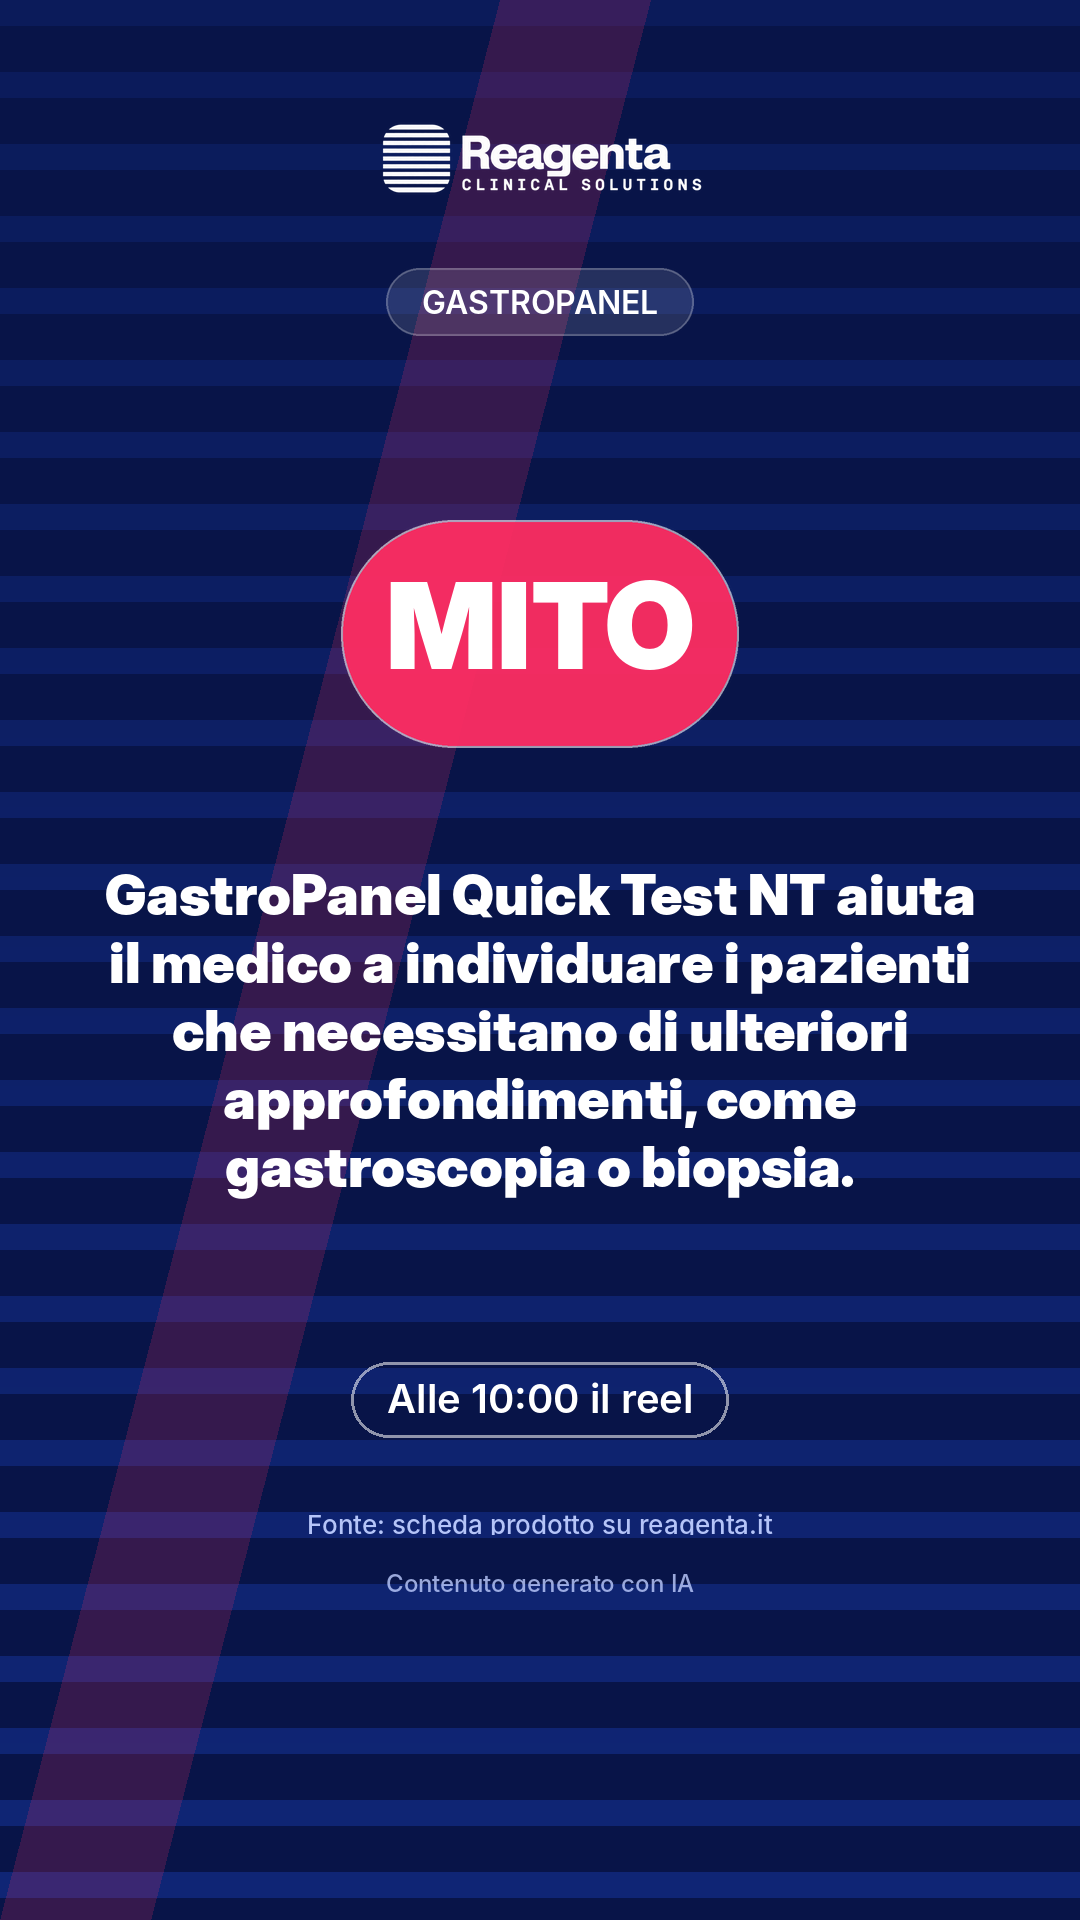 Reagenta
CLINICAL SOLUTIONS
GASTROPANEL
MITO
GastroPanel Quick Test NT aiuta
il medico a individuare i pazienti
che necessitano di ulteriori
approfondimenti, come
gastroscopia o biopsia.
Alle 10:00 il reel
Fonte: scheda prodotto su reagenta.it
Contenuto generato con IA